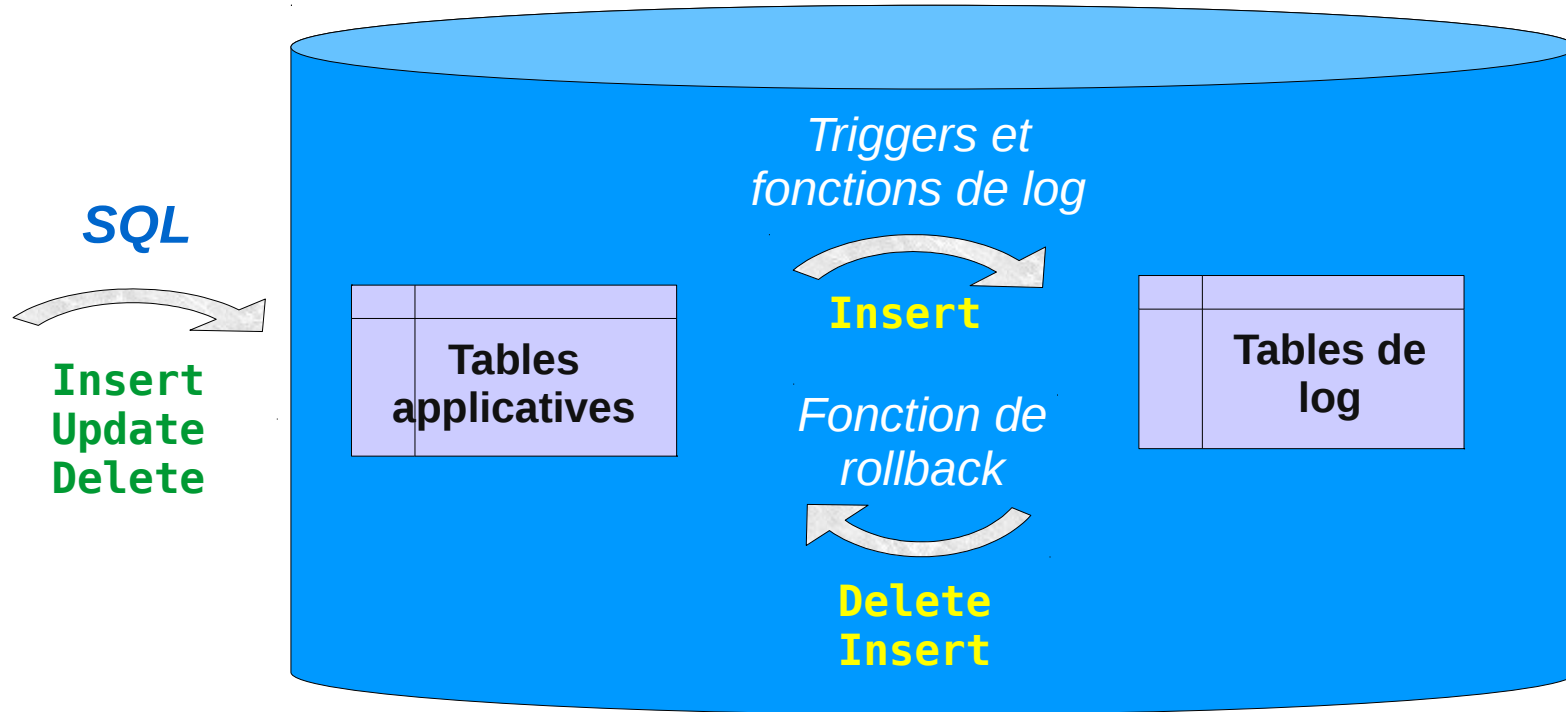 SQL
Insert
Update
Delete
Tables
applicatives
Triggers et
fonctions de log
Insert
Fonction de
rollback
Delete
Insert
Tables de
log